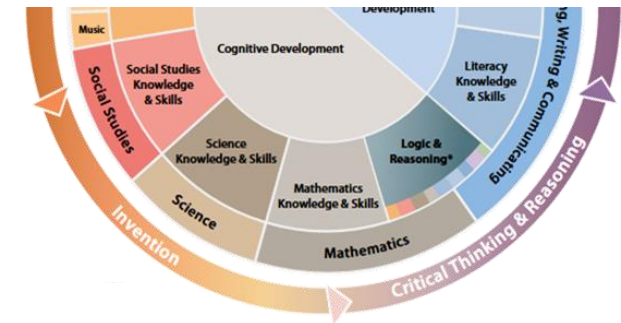 Development
Music
Cognitive Development
Social Studies
Knowledge
& Skills
Literacy
Knowledge
& Skills
Social Studies
Science
Knowledge & Skills
Logic &
Reasoning*
Mathematics
Knowledge & Skills
Writing & Communicating
Science
Mathematics
Invention
Critical Thinking & Reasoning